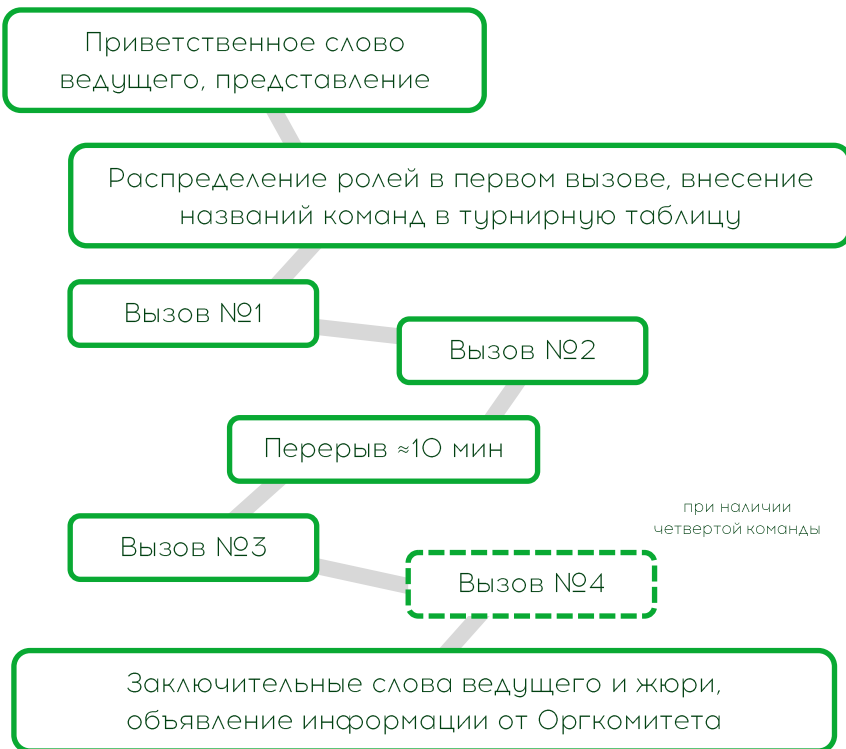 Приветственное слово
ведущего, представление
Распределение ролей в первом вызове, внесение
названий команд в турнирную таблицу
Вызов №1
Вызов №2
Перерыв ≈10 мин
при наличии
четвертой команды
Вызов №3
Вызов №4
Заключительные слова ведущего и жюри,
объявление информации от Оргкомитета